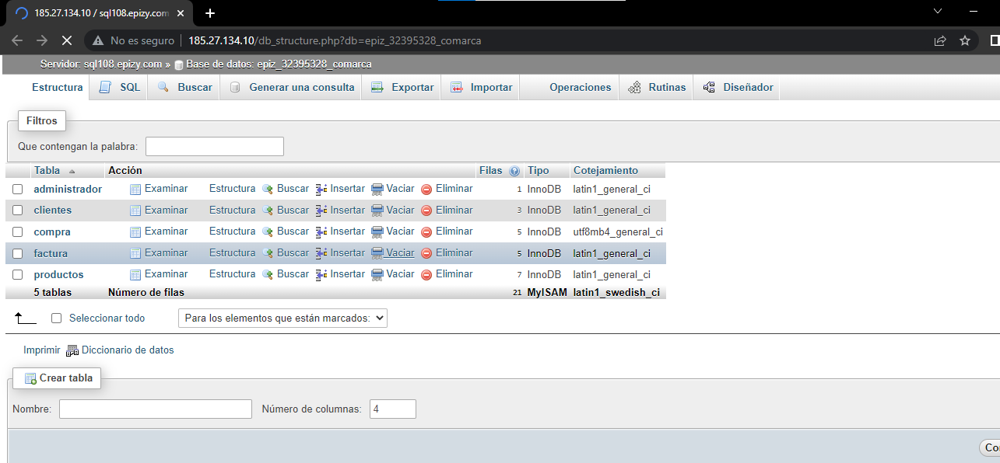 185.27.134.10 / sql108.epizy.com
No es seguro 185.27.134.10/db_structure.php?db=epiz_32395328_comarca
Servidor: sql108.epizy.com » Base de datos: epiz_32395328_comarca
Estructura SQL Buscar Generar una consulta Exportar Importar Operaciones Rutinas Diseñador
Filtros
Que contengan la palabra:
Tabla Acción Filas Tipo Cotejamiento
administrador Examinar Estructura Buscar Insertar Vaciar Eliminar 1 InnoDB latin1_general_ci
clientes Examinar Estructura Buscar Insertar Vaciar Eliminar 3 InnoDB latin1_general_ci
compra Examinar Estructura Buscar Insertar Vaciar Eliminar 5 InnoDB utf8mb4_general_ci
factura Examinar Estructura Buscar Insertar Vaciar Eliminar 5 InnoDB latin1_general_ci
productos Examinar Estructura Buscar Insertar Vaciar Eliminar 7 InnoDB latin1_general_ci
5 tablas Número de filas 21 MyISAM latin1_swedish_ci
Seleccionar todo Para los elementos que están marcados:
Imprimir Diccionario de datos
Crear tabla
Nombre: Número de columnas: 4